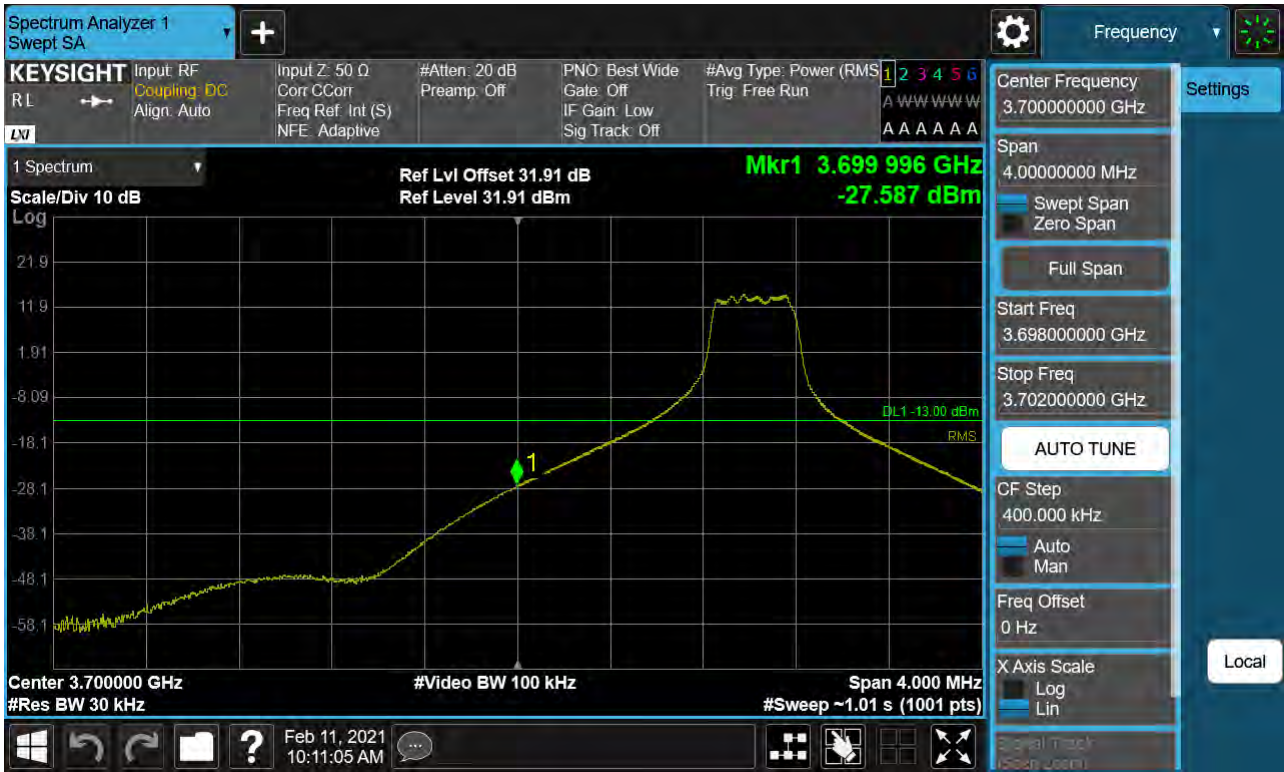 Spectrum Analyzer 1
Swept SA
+
Frequency
KEYSIGHT
RL
LXI
Input: RF
Coupling: DC
Align: Auto
Input Z: 50 Ω
Corr CCorr
Freq Ref: Int (S)
NFE: Adaptive
#Atten: 20 dB
Preamp: Off
PNO: Best Wide
Gate: Off
IF Gain: Low
Sig Track: Off
#Avg Type: Power (RMS
Trig: Free Run
1 2 3 4 5 6
A W W W W W
A A A A A A
1 Spectrum
Scale/Div 10 dB
Log
Ref Lvl Offset 31.91 dB
Ref Level 31.91 dBm
Mkr1 3.699 996 GHz
-27.587 dBm
21.9
11.9
1.91
-8.09
-18.1
-28.1
-38.1
-48.1
-58.1
DL1 -13.00 dBm
RMS
1
Center 3.700000 GHz
#Res BW 30 kHz
#Video BW 100 kHz
Span 4.000 MHz
#Sweep ~1.01 s (1001 pts)
Center Frequency
3.700000000 GHz
Settings
Span
4.00000000 MHz
Swept Span
Zero Span
Full Span
Start Freq
3.698000000 GHz
Stop Freq
3.702000000 GHz
AUTO TUNE
CF Step
400.000 kHz
Auto
Man
Freq Offset
0 Hz
X Axis Scale
Log
Lin
Local
Signal Track
(Span Zoom)
?
Feb 11, 2021
10:11:05 AM